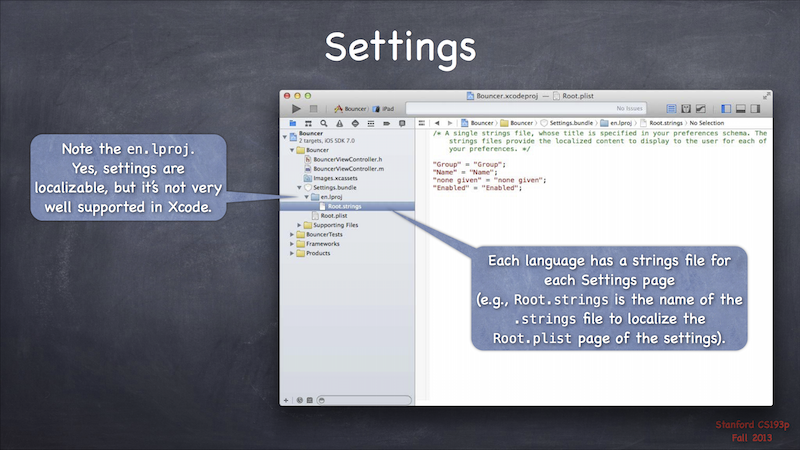 Settings
Bouncer.xcodeproj — Root.plist
Bouncer
iPad
No Issues
Bouncer
2 targets, iOS SDK 7.0
Bouncer
BouncerViewController.h
BouncerViewController.m
Images.xcassets
Settings.bundle
en.lproj
Root.strings
Root.plist
Supporting Files
BouncerTests
Frameworks
Products
Bouncer Bouncer Settings.bundle en.lproj Root.strings No Selection
/* A single strings file, whose title is specified in your preferences schema. The
strings files provide the localized content to display to the user for each of
your preferences. */
"Group" = "Group";
"Name" = "Name";
"none given" = "none given";
"Enabled" = "Enabled";
Note the en.lproj.
Yes, settings are
localizable, but it's not very
well supported in Xcode.
Each language has a strings file for
each Settings page
(e.g., Root.strings is the name of the
.strings file to localize the
Root.plist page of the settings).
Stanford CS193p
Fall 2013